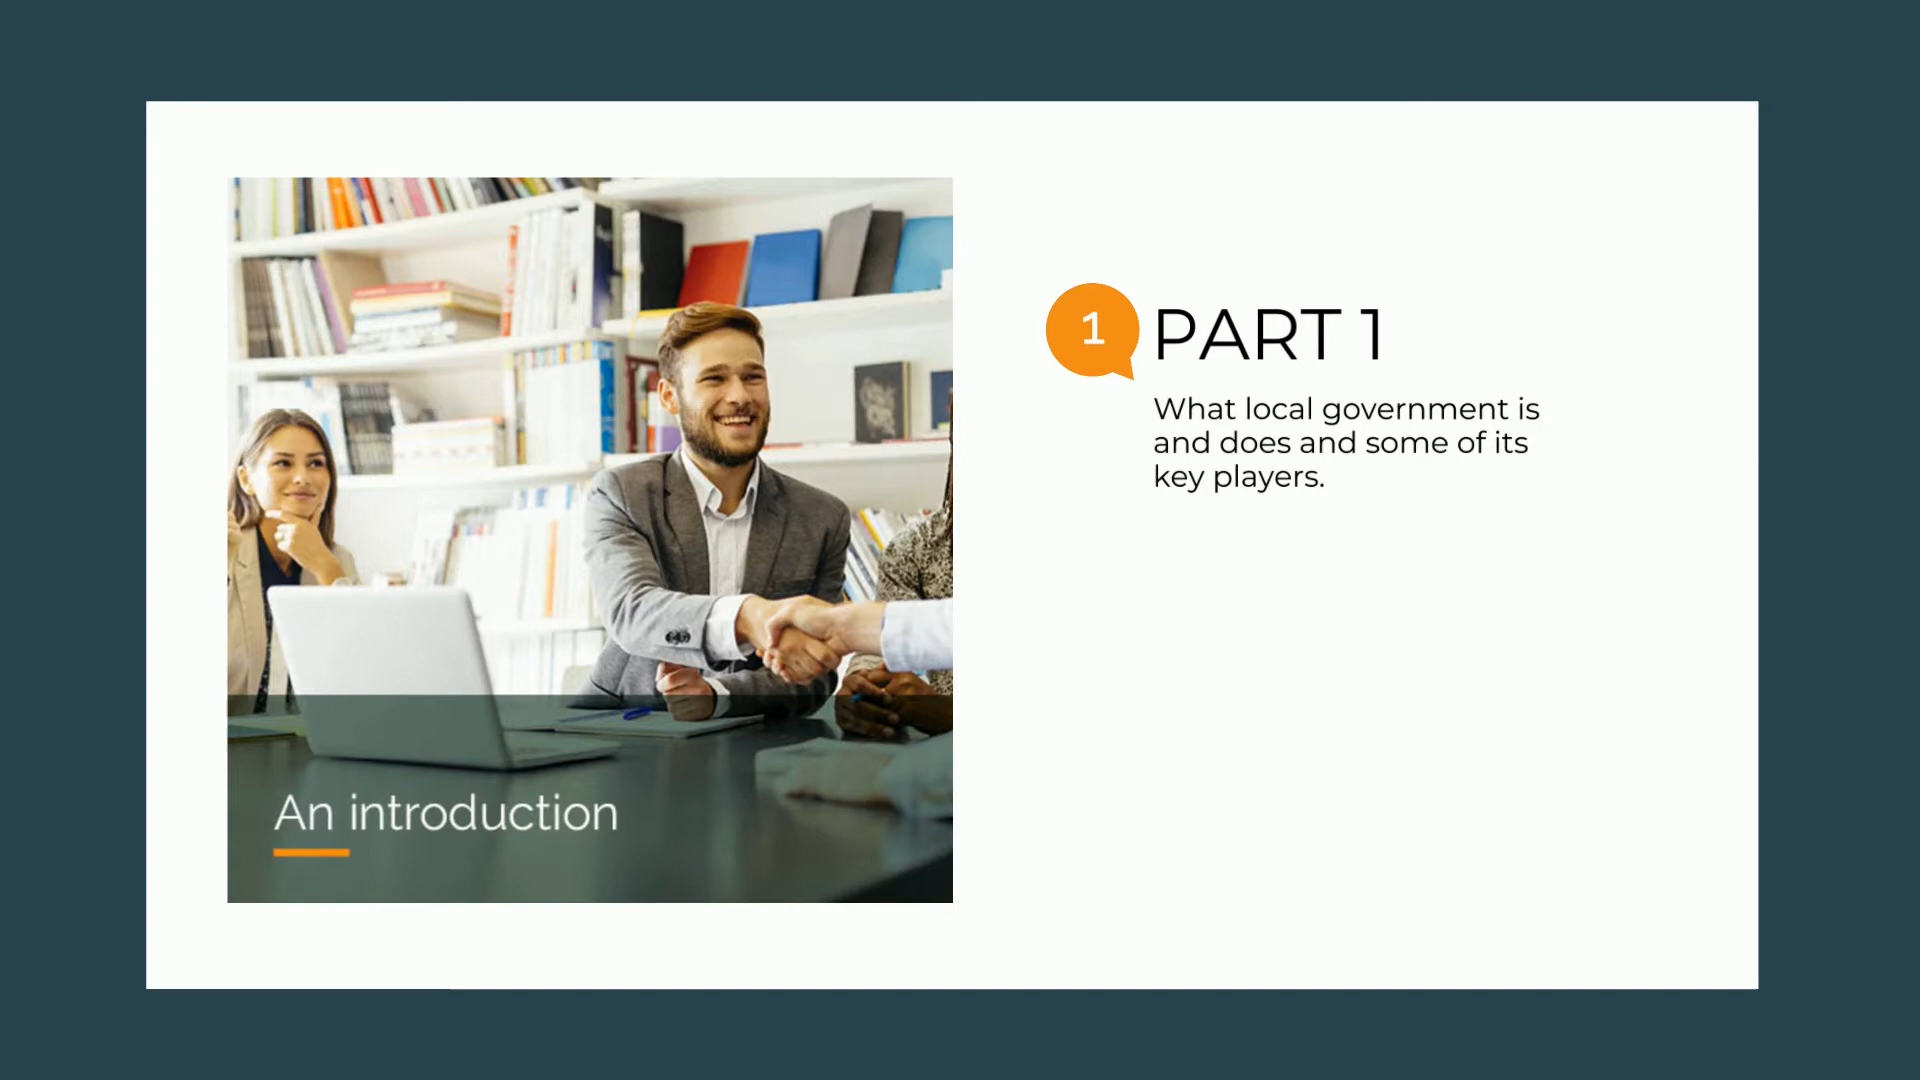 An introduction
1
PART 1
What local government is
and does and some of its
key players.